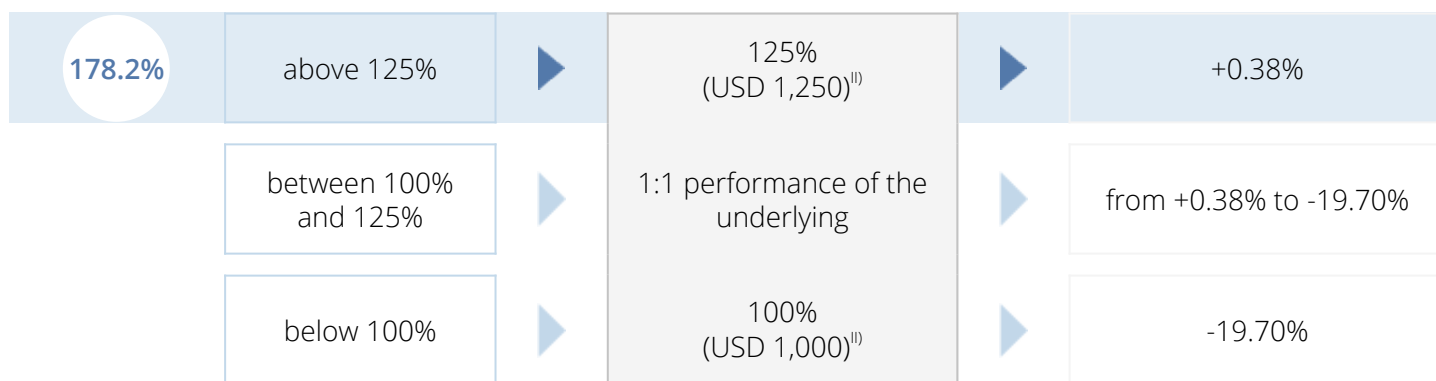 178.2%
above 125%
125%
(USD 1,250)II)
+0.38%
between 100%
and 125%
1:1 performance of the
underlying
from +0.38% to -19.70%
below 100%
100%
(USD 1,000)II)
-19.70%